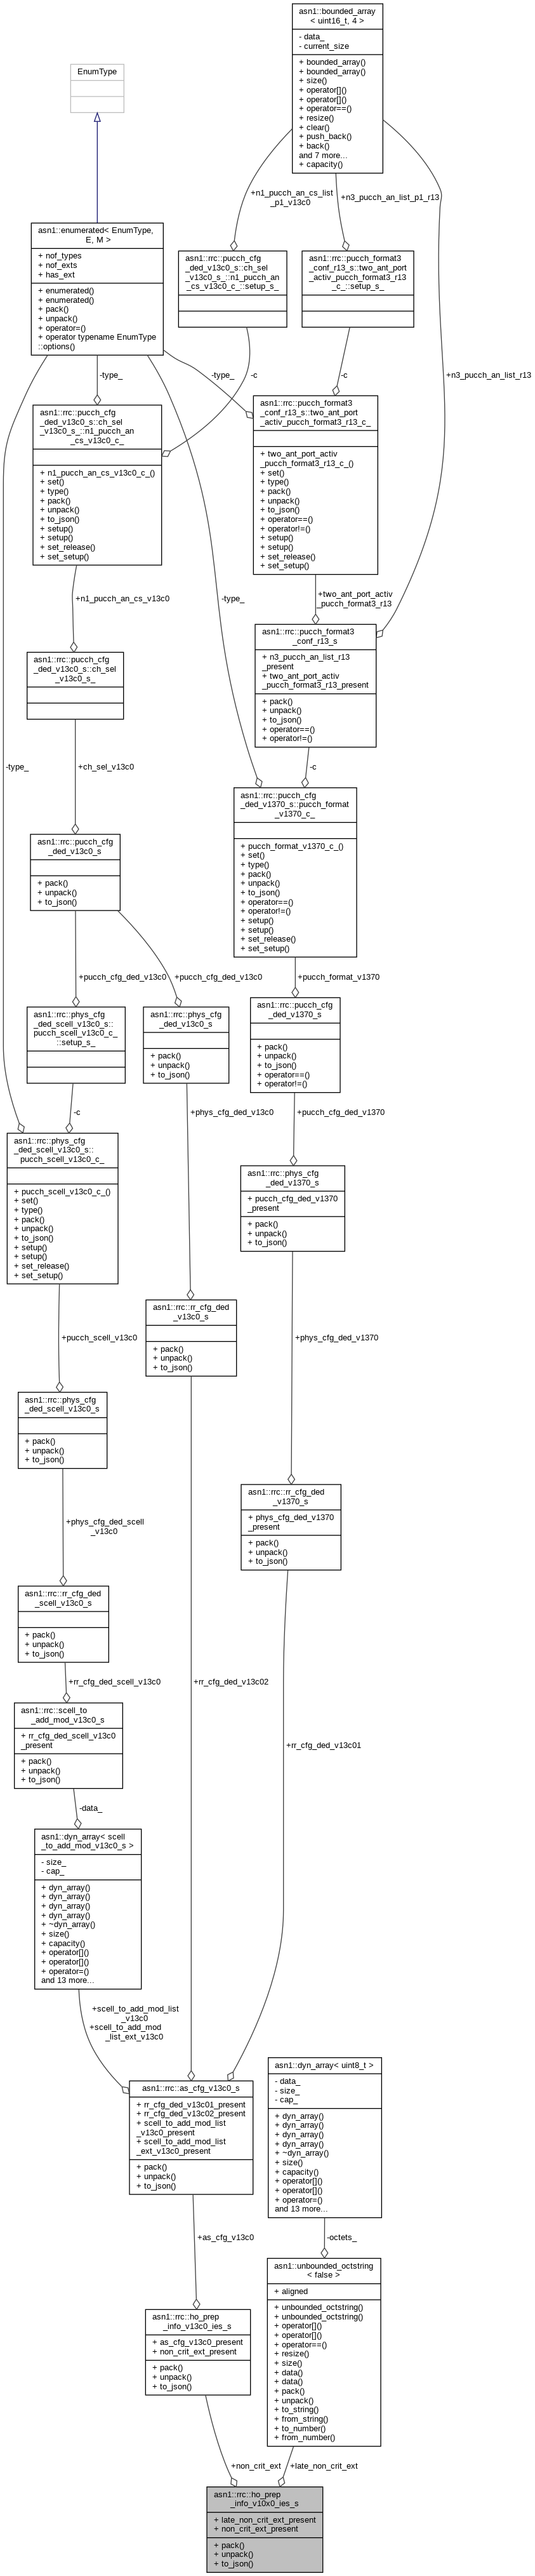 asn1::bounded_array
< uint16_t, 4 >
- data_
- current_size
+ bounded_array()
+ bounded_array()
+ size()
+ operator[]()
+ operator[]()
+ operator==()
+ resize()
+ clear()
+ push_back()
+ back()
and 7 more...
+ capacity()
EnumType
+n1_pucch_an_cs_list
_p1_v13c0
+n3_pucch_an_list_p1_r13
asn1::enumerated< EnumType,
E, M >
+ nof_types
+ nof_exts
+ has_ext
+ enumerated()
+ enumerated()
+ pack()
+ unpack()
+ operator=()
+ operator typename EnumType
::options()
asn1::rrc::pucch_cfg
_ded_v13c0_s::ch_sel
_v13c0_s_::n1_pucch_an
_cs_v13c0_c_::setup_s_
asn1::rrc::pucch_format3
_conf_r13_s::two_ant_port
_activ_pucch_format3_r13
_c_::setup_s_
-type_
-type_
-c
-c
+n3_pucch_an_list_r13
asn1::rrc::pucch_cfg
_ded_v13c0_s::ch_sel
_v13c0_s_::n1_pucch_an
_cs_v13c0_c_
+ n1_pucch_an_cs_v13c0_c_()
+ set()
+ type()
+ pack()
+ unpack()
+ to_json()
+ setup()
+ setup()
+ set_release()
+ set_setup()
asn1::rrc::pucch_format3
_conf_r13_s::two_ant_port
_activ_pucch_format3_r13_c_
+ two_ant_port_activ
_pucch_format3_r13_c_()
+ set()
+ type()
+ pack()
+ unpack()
+ to_json()
+ operator==()
+ operator!=()
+ setup()
+ setup()
+ set_release()
+ set_setup()
+n1_pucch_an_cs_v13c0
-type_
+two_ant_port_activ
_pucch_format3_r13
asn1::rrc::pucch_cfg
_ded_v13c0_s::ch_sel
_v13c0_s_
asn1::rrc::pucch_format3
_conf_r13_s
+ n3_pucch_an_list_r13
_present
+ two_ant_port_activ
_pucch_format3_r13_present
+ pack()
+ unpack()
+ to_json()
+ operator==()
+ operator!=()
-type_
+ch_sel_v13c0
-c
asn1::rrc::pucch_cfg
_ded_v13c0_s
+ pack()
+ unpack()
+ to_json()
asn1::rrc::pucch_cfg
_ded_v1370_s::pucch_format
_v1370_c_
+ pucch_format_v1370_c_()
+ set()
+ type()
+ pack()
+ unpack()
+ to_json()
+ operator==()
+ operator!=()
+ setup()
+ setup()
+ set_release()
+ set_setup()
+pucch_cfg_ded_v13c0
+pucch_cfg_ded_v13c0
+pucch_format_v1370
asn1::rrc::phys_cfg
_ded_scell_v13c0_s::
pucch_scell_v13c0_c_
::setup_s_
asn1::rrc::phys_cfg
_ded_v13c0_s
+ pack()
+ unpack()
+ to_json()
asn1::rrc::pucch_cfg
_ded_v1370_s
+ pack()
+ unpack()
+ to_json()
+ operator==()
+ operator!=()
-c
+phys_cfg_ded_v13c0
+pucch_cfg_ded_v1370
asn1::rrc::phys_cfg
_ded_scell_v13c0_s::
pucch_scell_v13c0_c_
+ pucch_scell_v13c0_c_()
+ set()
+ type()
+ pack()
+ unpack()
+ to_json()
+ setup()
+ setup()
+ set_release()
+ set_setup()
asn1::rrc::phys_cfg
_ded_v1370_s
+ pucch_cfg_ded_v1370
_present
+ pack()
+ unpack()
+ to_json()
asn1::rrc::rr_cfg_ded
_v13c0_s
+ pack()
+ unpack()
+ to_json()
+pucch_scell_v13c0
+phys_cfg_ded_v1370
asn1::rrc::phys_cfg
_ded_scell_v13c0_s
+ pack()
+ unpack()
+ to_json()
asn1::rrc::rr_cfg_ded
_v1370_s
+ phys_cfg_ded_v1370
_present
+ pack()
+ unpack()
+ to_json()
+phys_cfg_ded_scell
_v13c0
asn1::rrc::rr_cfg_ded
_scell_v13c0_s
+ pack()
+ unpack()
+ to_json()
+rr_cfg_ded_scell_v13c0
+rr_cfg_ded_v13c02
+rr_cfg_ded_v13c01
asn1::rrc::scell_to
_add_mod_v13c0_s
+ rr_cfg_ded_scell_v13c0
_present
+ pack()
+ unpack()
+ to_json()
-data_
asn1::dyn_array< scell
_to_add_mod_v13c0_s >
- size_
- cap_
+ dyn_array()
+ dyn_array()
+ dyn_array()
+ dyn_array()
+ ~dyn_array()
+ size()
+ capacity()
+ operator[]()
+ operator[]()
+ operator=()
and 13 more...
+scell_to_add_mod_list
_v13c0
+scell_to_add_mod
_list_ext_v13c0
asn1::rrc::as_cfg_v13c0_s
+ rr_cfg_ded_v13c01_present
+ rr_cfg_ded_v13c02_present
+ scell_to_add_mod_list
_v13c0_present
+ scell_to_add_mod_list
_ext_v13c0_present
+ pack()
+ unpack()
+ to_json()
asn1::dyn_array< uint8_t >
- data_
- size_
- cap_
+ dyn_array()
+ dyn_array()
+ dyn_array()
+ dyn_array()
+ ~dyn_array()
+ size()
+ capacity()
+ operator[]()
+ operator[]()
+ operator=()
and 13 more...
+as_cfg_v13c0
-octets_
asn1::rrc::ho_prep
_info_v13c0_ies_s
+ as_cfg_v13c0_present
+ non_crit_ext_present
+ pack()
+ unpack()
+ to_json()
asn1::unbounded_octstring
< false >
+ aligned
+ unbounded_octstring()
+ unbounded_octstring()
+ operator[]()
+ operator[]()
+ operator==()
+ resize()
+ size()
+ data()
+ data()
+ pack()
+ unpack()
+ to_string()
+ from_string()
+ to_number()
+ from_number()
+non_crit_ext
+late_non_crit_ext
asn1::rrc::ho_prep
_info_v10x0_ies_s
+ late_non_crit_ext_present
+ non_crit_ext_present
+ pack()
+ unpack()
+ to_json()